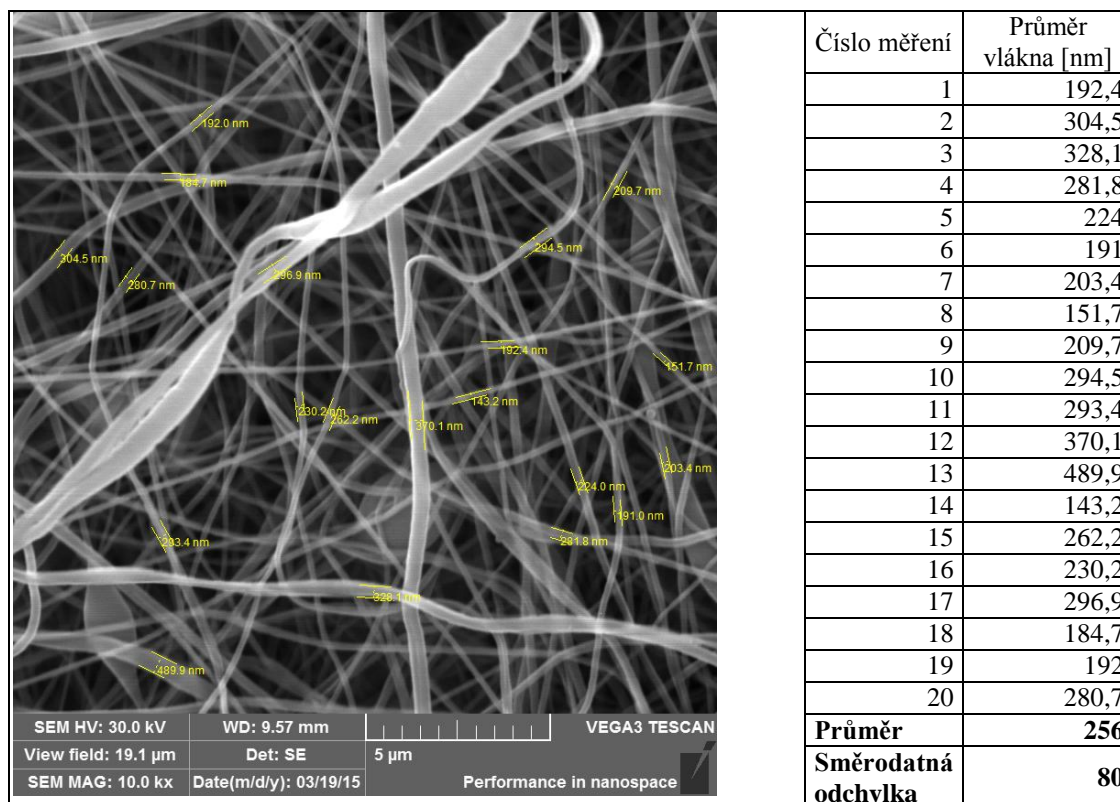 192.0 nm
184.7 nm
209.7 nm
294.5 nm
304.5 nm
296.9 nm
280.7 nm
192.4 nm
151.7 nm
143.2 nm
230.2 nm
262.2 nm
370.1 nm
203.4 nm
224.0 nm
191.0 nm
293.4 nm
281.8 nm
328.1 nm
489.9 nm
SEM HV: 30.0 kV WD: 9.57 mm VEGA3 TESCAN
View field: 19.1 µm Det: SE 5 µm
SEM MAG: 10.0 kx Date(m/d/y): 03/19/15 Performance in nanospace
Číslo měření Průměr
vlákna [nm]
1 192,4
2 304,5
3 328,1
4 281,8
5 224
6 191
7 203,4
8 151,7
9 209,7
10 294,5
11 293,4
12 370,1
13 489,9
14 143,2
15 262,2
16 230,2
17 296,9
18 184,7
19 192
20 280,7
Průměr 256
Směrodatná
odchylka 80